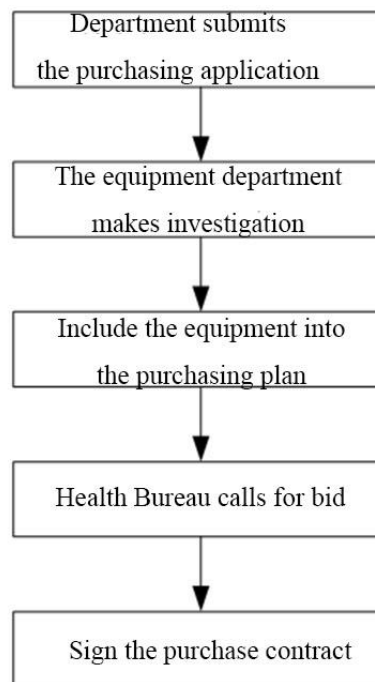 Department submits
the purchasing application
The equipment department
makes investigation
Include the equipment into
the purchasing plan
Health Bureau calls for bid
Sign the purchase contract